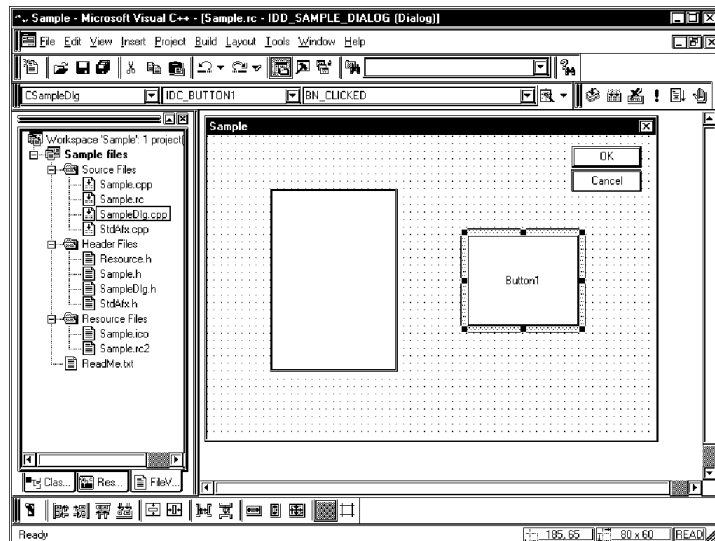 Sample - Microsoft Visual C++ - [Sample.rc - IDD_SAMPLE_DIALOG (Dialog)]
File Edit View Insert Project Build Layout Tools Window Help
CSampleDlg IDC_BUTTON1 BN_CLICKED
Workspace 'Sample': 1 project(
Sample files
Source Files
Sample.cpp
Sample.rc
SampleDlg.cpp
StdAfx.cpp
Header Files
Resource.h
Sample.h
SampleDlg.h
StdAfx.h
Resource Files
Sample.ico
Sample.rc2
ReadMe.txt
Clas... Res... FileV...
Sample
OK
Cancel
Button1
Ready 185, 65 80 x 60 READ